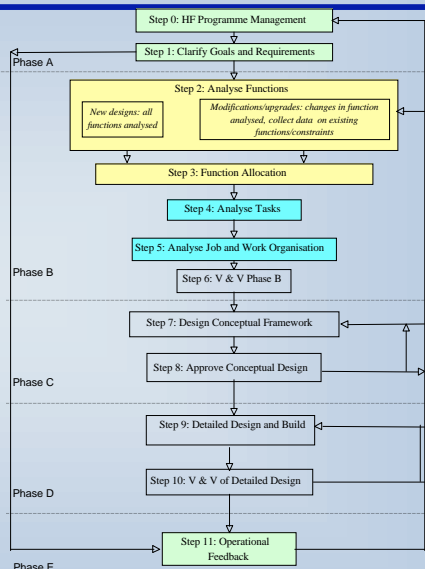 Step 0: HF Programme Management
Step 1: Clarify Goals and Requirements
Phase A
Step 2: Analyse Functions
New designs: all
functions analysed
Modifications/upgrades: changes in function
analysed, collect data on existing
functions/constraints
Step 3: Function Allocation
Step 4: Analyse Tasks
Step 5: Analyse Job and Work Organisation
Phase B
Step 6: V & V Phase B
Step 7: Design Conceptual Framework
Step 8: Approve Conceptual Design
Phase C
Step 9: Detailed Design and Build
Step 10: V & V of Detailed Design
Phase D
Step 11: Operational
Feedback
Phase E